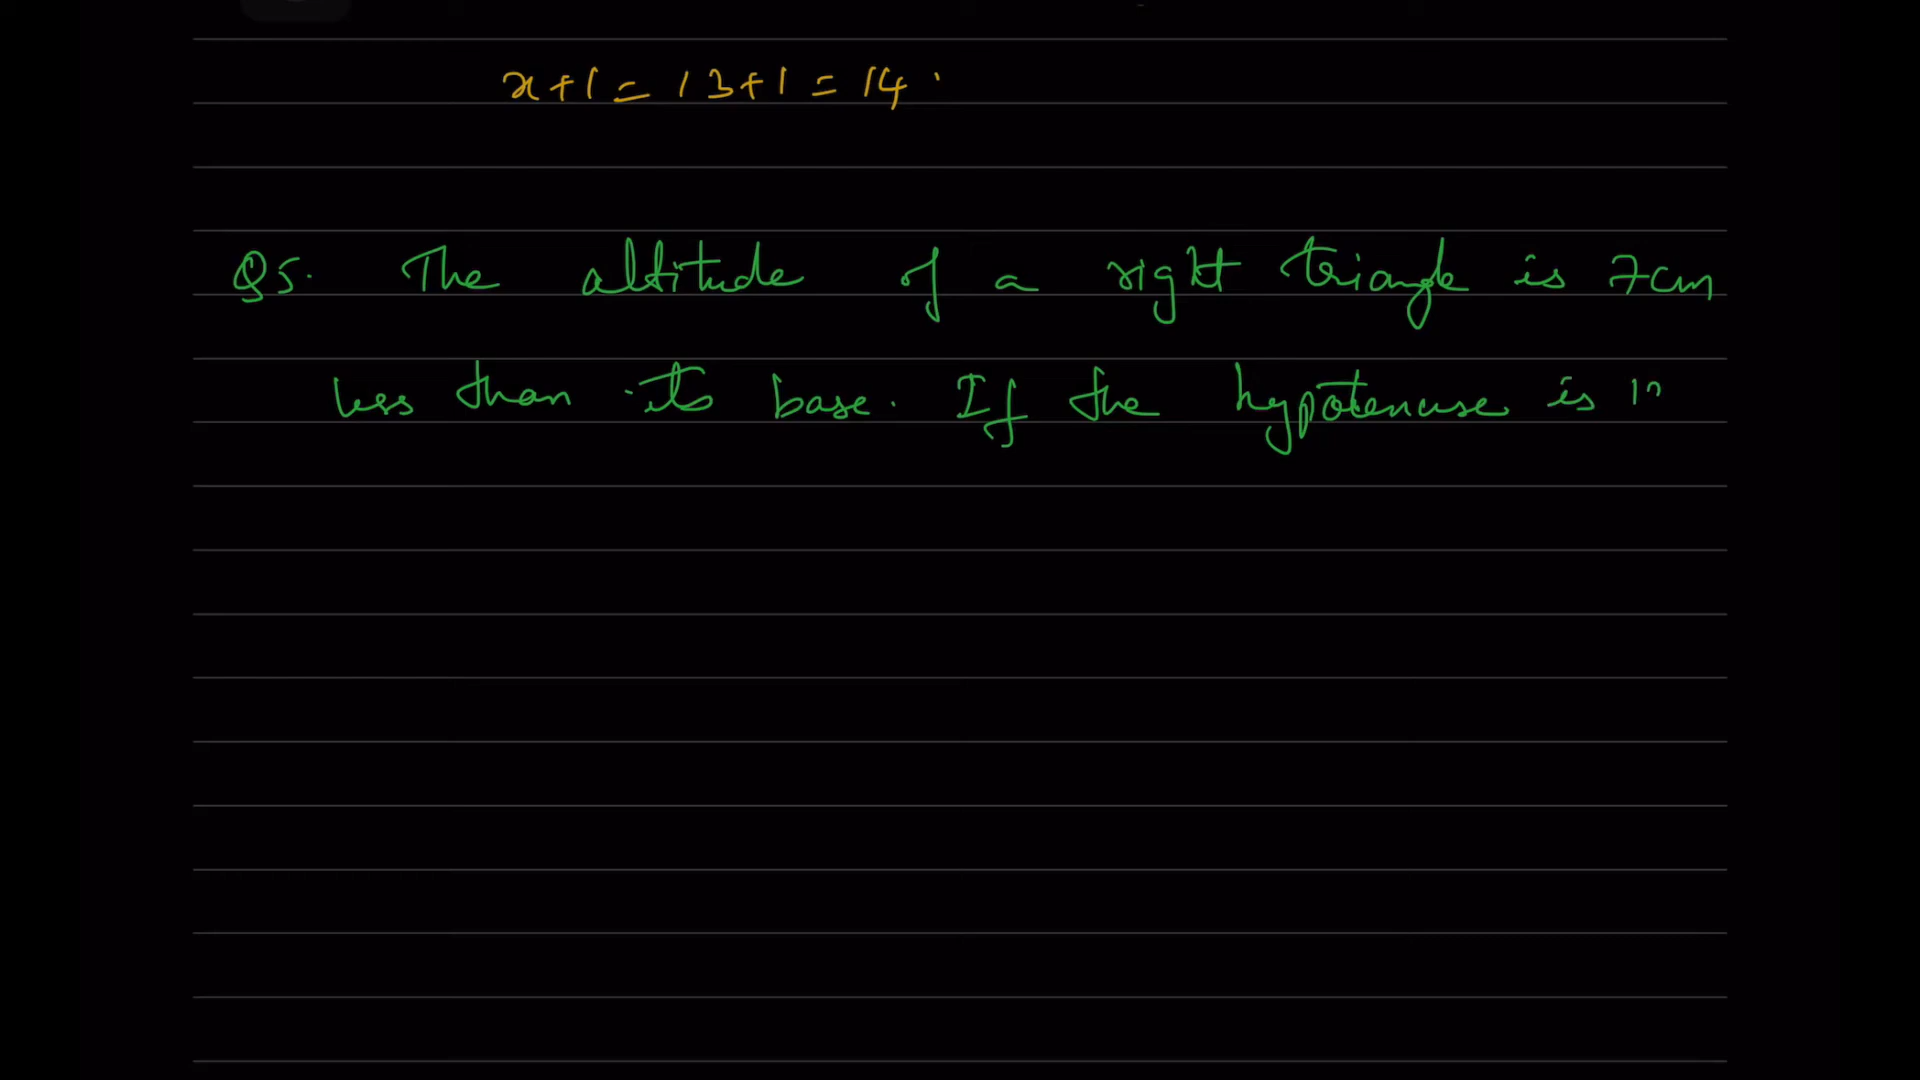 x+1 = 13+1 = 14.
Q5. The altitude of a right triangle is 7cm
less than its base. If the hypotenuse is